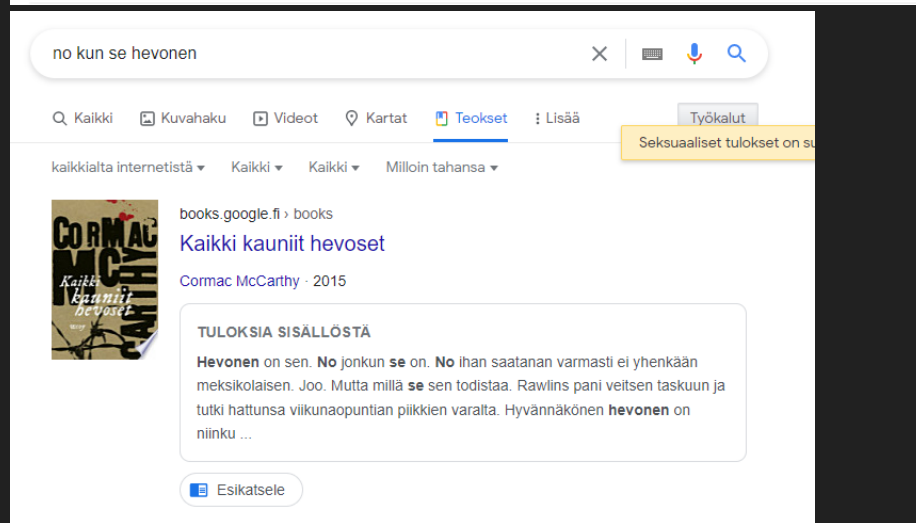 no kun se hevonen
Kaikki Kuvahaku Videot Kartat Teokset Lisää Työkalut
Seksuaaliset tulokset on su
kaikkialta internetistä Kaikki Kaikki Milloin tahansa
CORMAC
MC
CARTHY
Kaikki
kauniit
hevoset
books.google.fi › books
Kaikki kauniit hevoset
Cormac McCarthy · 2015
TULOKSIA SISÄLLÖSTÄ
Hevonen on sen. No jonkun se on. No ihan saatanan varmasti ei yhenkään
meksikolaisen. Joo. Mutta millä se sen todistaa. Rawlins pani veitsen taskuun ja
tutki hattunsa viikunaopuntian piikkien varalta. Hyvännäkönen hevonen on
niinku ...
Esikatsele